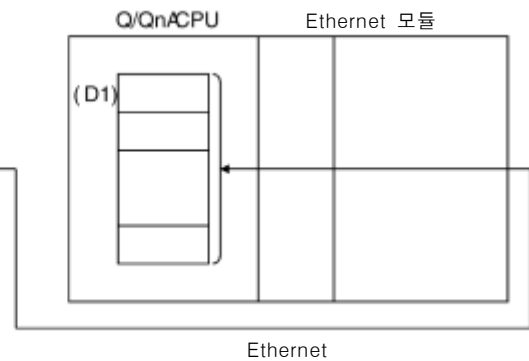 Q/QnACPU Ethernet 모듈
(D1)
Ethernet